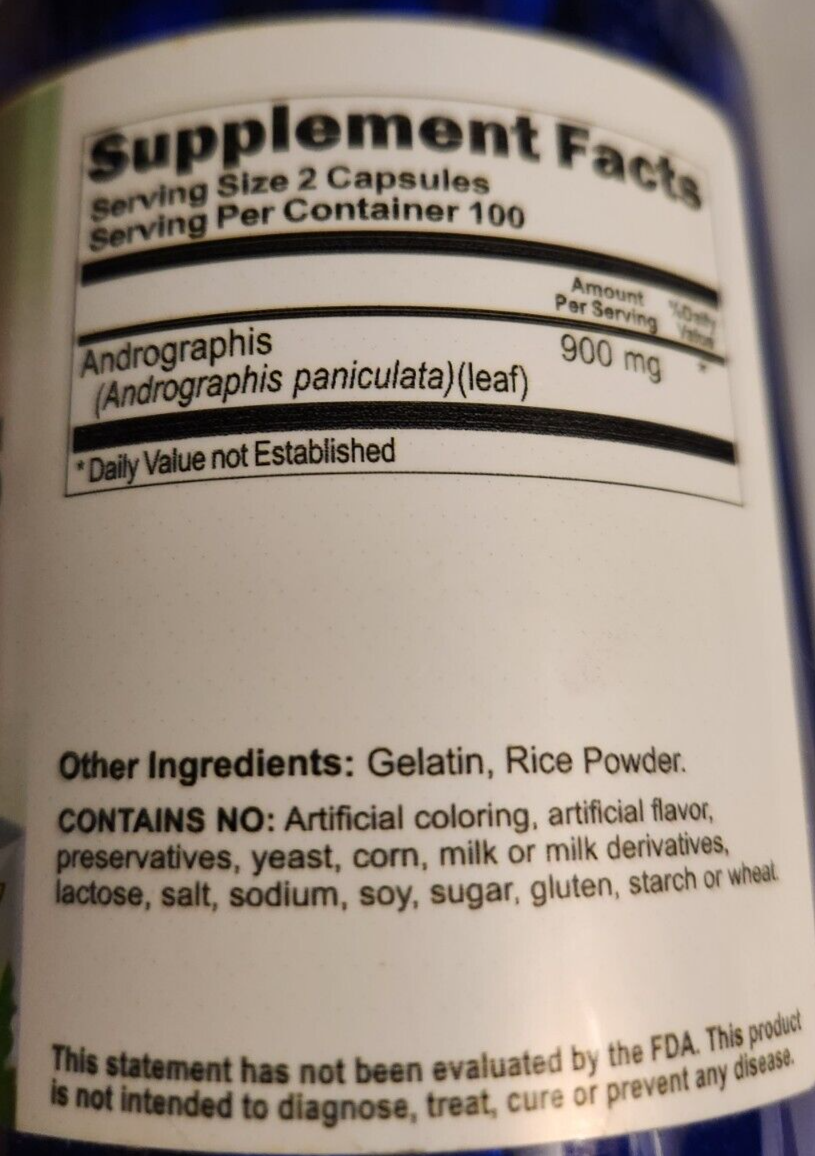 Supplement Facts
Serving Size 2 Capsules
Serving Per Container 100
Amount Per Serving %Daily Value
Andrographis 900 mg *
(Andrographis paniculata)(leaf)
*Daily Value not Established
Other Ingredients: Gelatin, Rice Powder.
CONTAINS NO: Artificial coloring, artificial flavor,
preservatives, yeast, corn, milk or milk derivatives,
lactose, salt, sodium, soy, sugar, gluten, starch or wheat.
This statement has not been evaluated by the FDA. This product
is not intended to diagnose, treat, cure or prevent any disease.